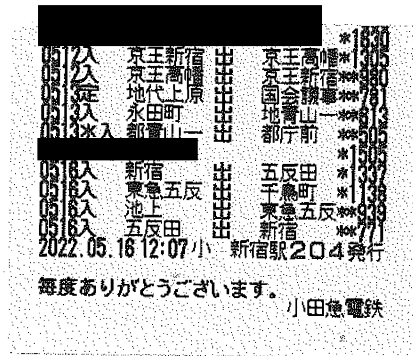 *1630
0512入 京王新宿 出 京王高幡 *1305
0512入 京王高幡 出 京王新宿 **980
0513定 地代上原 出 国会議事 **781
0513入 永田町 出 地青山一 **613
0513*入 都青山一 出 都庁前 **505
*1505
0516入 新宿 出 五反田 *1337
0516入 東急五反 出 千鳥町 *1138
0516入 池上 出 東急五反 **939
0516入 五反田 出 新宿 **771
2022.05.16 12:07小 新宿駅204発行
毎度ありがとうございます。
小田急電鉄